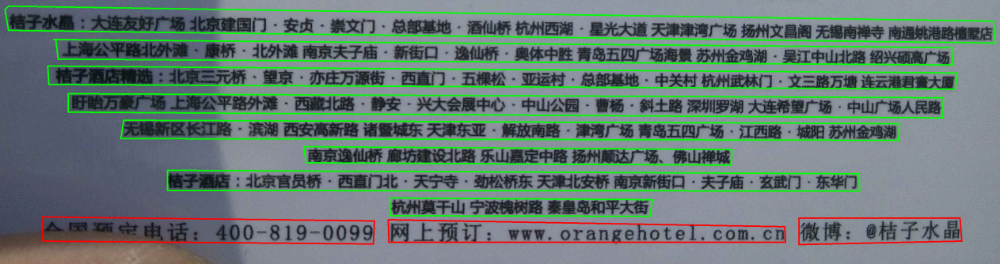 桔子水晶：大连友好广场 北京建国门·安贞·崇文门·总部基地·酒仙桥 杭州西湖·星光大道 天津津湾广场 扬州文昌阁 无锡南禅寺 南通姚港路檀墅店
上海公平路北外滩·康桥·北外滩 南京夫子庙·新街口·逸仙桥·奥体中胜 青岛五四广场海景 苏州金鸡湖·吴江中山北路 绍兴硕高广场
桔子酒店精选：北京三元桥·望京·亦庄万源街·西直门·五棵松·亚运村·总部基地·中关村 杭州武林门·文三路万塘 连云港君寰大厦
盱眙万豪广场 上海公平路外滩·西藏北路·静安·兴大会展中心·中山公园·曹杨·斜土路 深圳罗湖 大连希望广场·中山广场人民路
无锡新区长江路·滨湖 西安高新路 诸暨城东 天津东亚·解放南路·津湾广场 青岛五四广场·江西路·城阳 苏州金鸡湖
南京逸仙桥 廊坊建设北路 乐山嘉定中路 扬州颠达广场、佛山禅城
桔子酒店：北京官员桥·西直门北·天宁寺·劲松桥东 天津北安桥 南京新街口·夫子庙·玄武门·东华门
杭州莫干山 宁波槐树路 秦皇岛和平大街
全国预定电话：400-819-0099 网上预订：www.orangehotel.com.cn 微博：@桔子水晶